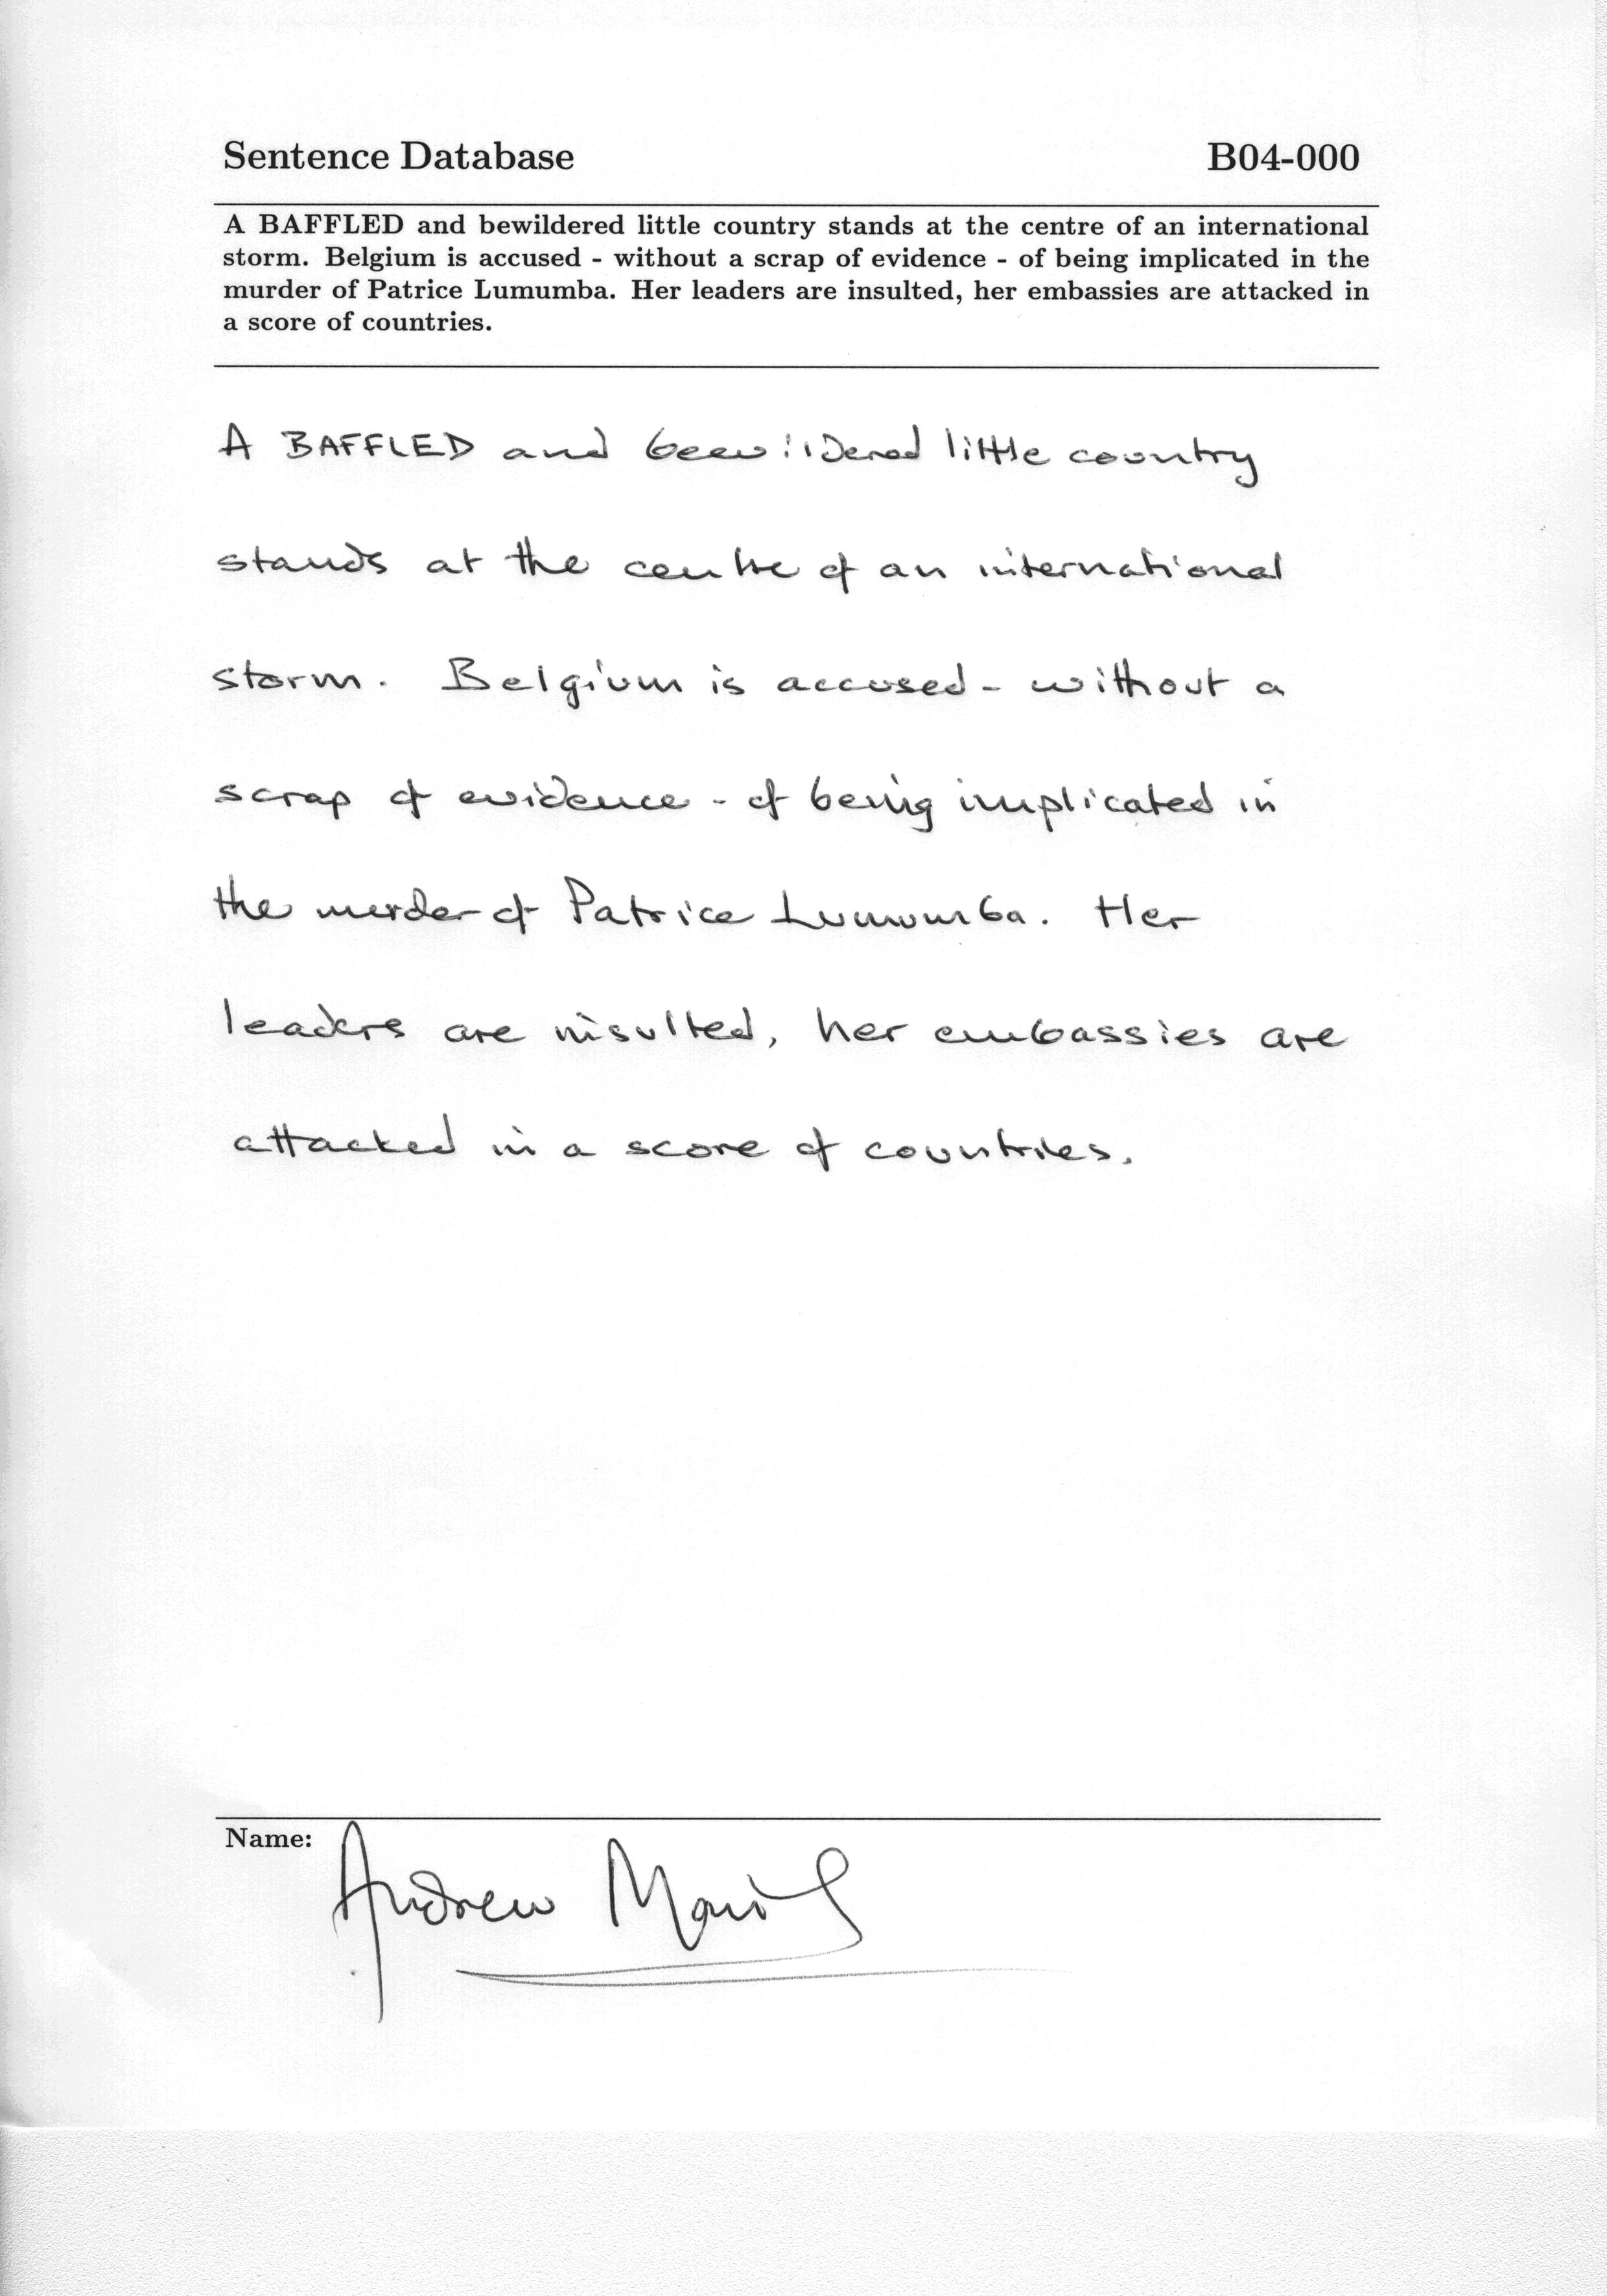 Sentence Database B04-000
A BAFFLED and bewildered little country stands at the centre of an international
storm. Belgium is accused - without a scrap of evidence - of being implicated in the
murder of Patrice Lumumba. Her leaders are insulted, her embassies are attacked in
a score of countries.
A BAFFLED and beewildered little country
stands at the centre of an international
storm. Belgium is accused - without a
scrap of evidence - of being implicated in
the murder of Patrice Lumumba. Her
leaders are insulted, her embassies are
attacked in a score of countries.
Name: Andrew